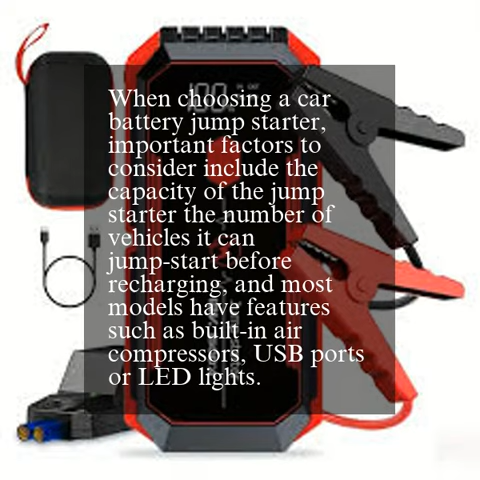 When choosing a car
battery jump starter,
important factors to
consider include the
capacity of the jump
starter the number of
vehicles it can
jump-start before
recharging, and most
models have features
such as built-in air
compressors, USB ports
or LED lights.